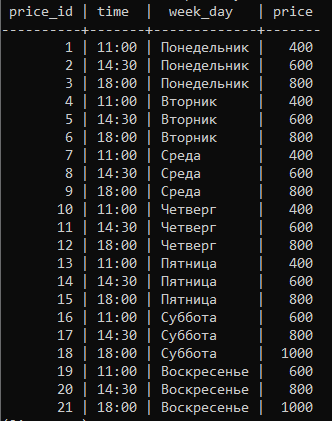 price_id | time | week_day | price
----------+-------+-------------+-------
1 | 11:00 | Понедельник | 400
2 | 14:30 | Понедельник | 600
3 | 18:00 | Понедельник | 800
4 | 11:00 | Вторник | 400
5 | 14:30 | Вторник | 600
6 | 18:00 | Вторник | 800
7 | 11:00 | Среда | 400
8 | 14:30 | Среда | 600
9 | 18:00 | Среда | 800
10 | 11:00 | Четверг | 400
11 | 14:30 | Четверг | 600
12 | 18:00 | Четверг | 800
13 | 11:00 | Пятница | 400
14 | 14:30 | Пятница | 600
15 | 18:00 | Пятница | 800
16 | 11:00 | Суббота | 600
17 | 14:30 | Суббота | 800
18 | 18:00 | Суббота | 1000
19 | 11:00 | Воскресенье | 600
20 | 14:30 | Воскресенье | 800
21 | 18:00 | Воскресенье | 1000